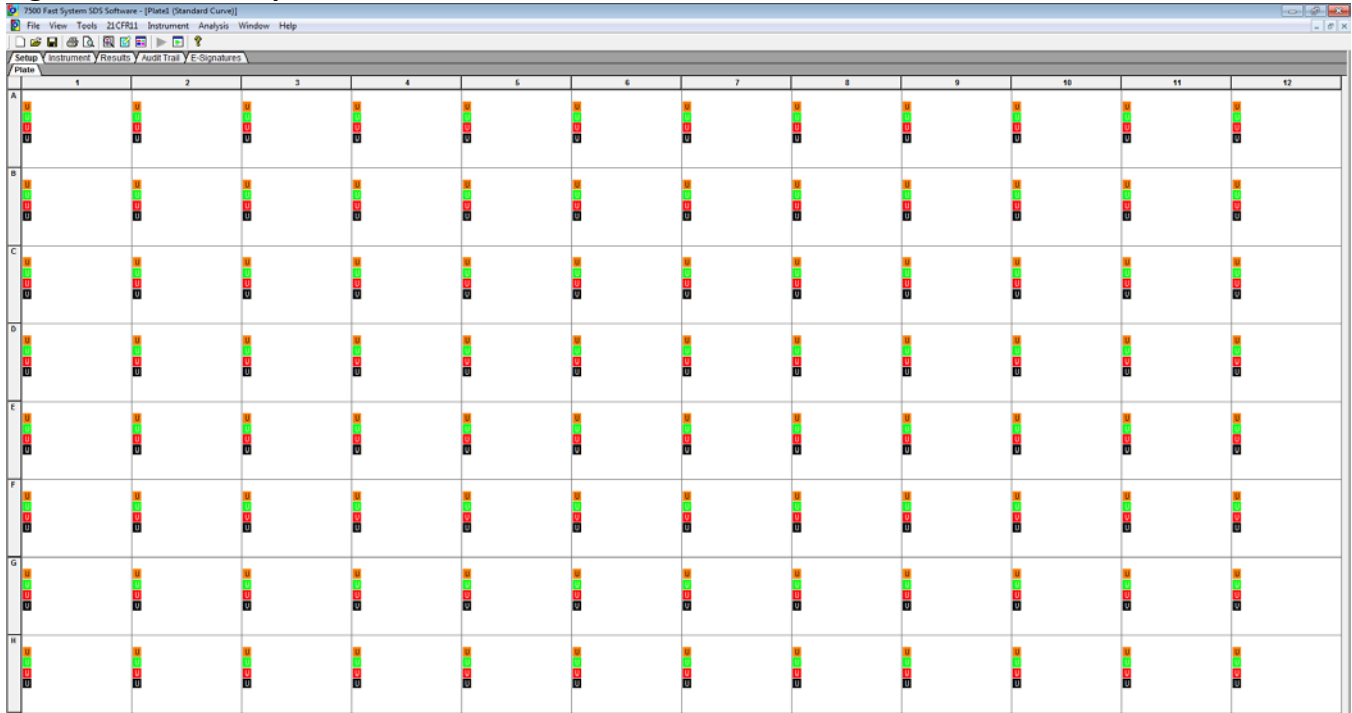 7500 Fast System SDS Software - [Plate1 (Standard Curve)]
File View Tools 21CFR11 Instrument Analysis Window Help
Setup Instrument Results Audit Trail E-Signatures
Plate
1 2 3 4 5 6 7 8 9 10 11 12
A
U U U U U U U U U U U U
U U U U U U U U U U U U
U U U U U U U U U U U U
U U U U U U U U U U U U
B
U U U U U U U U U U U U
U U U U U U U U U U U U
U U U U U U U U U U U U
U U U U U U U U U U U U
C
U U U U U U U U U U U U
U U U U U U U U U U U U
U U U U U U U U U U U U
U U U U U U U U U U U U
D
U U U U U U U U U U U U
U U U U U U U U U U U U
U U U U U U U U U U U U
U U U U U U U U U U U U
E
U U U U U U U U U U U U
U U U U U U U U U U U U
U U U U U U U U U U U U
U U U U U U U U U U U U
F
U U U U U U U U U U U U
U U U U U U U U U U U U
U U U U U U U U U U U U
U U U U U U U U U U U U
G
U U U U U U U U U U U U
U U U U U U U U U U U U
U U U U U U U U U U U U
U U U U U U U U U U U U
H
U U U U U U U U U U U U
U U U U U U U U U U U U
U U U U U U U U U U U U
U U U U U U U U U U U U